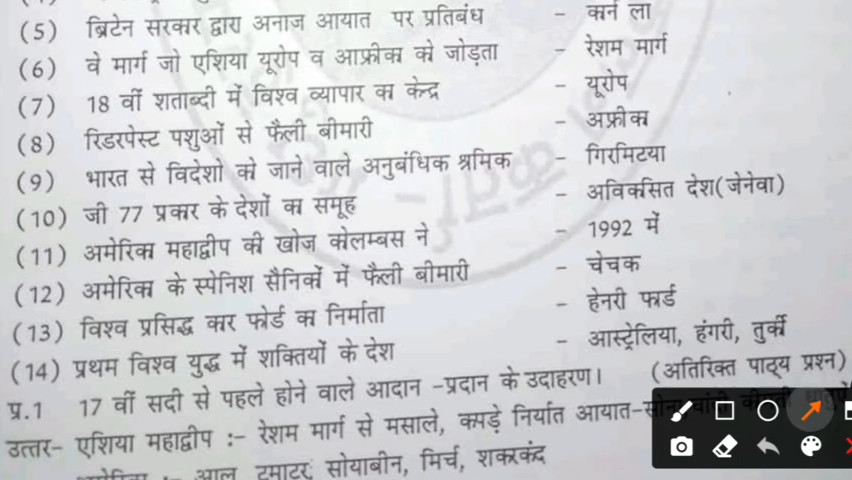 (5) ब्रिटेन सरकार द्वारा अनाज आयात पर प्रतिबंध - कार्न ला
(6) वे मार्ग जो एशिया यूरोप व आफ्रीका को जोड़ता - रेशम मार्ग
(7) 18 वीं शताब्दी में विश्व व्यापार का केन्द्र - यूरोप
(8) रिडरपेस्ट पशुओं से फैली बीमारी - अफ्रीका
(9) भारत से विदेशो को जाने वाले अनुबंधिक श्रमिक - गिरमिटया
(10) जी 77 प्रकार के देशों का समूह - अविकसित देश(जेनेवा)
(11) अमेरिका महाद्वीप की खोज कोलम्बस ने - 1992 में
(12) अमेरिका के स्पेनिश सैनिकों में फैली बीमारी - चेचक
(13) विश्व प्रसिद्ध कार फोर्ड का निर्माता - हेनरी फार्ड
(14) प्रथम विश्व युद्ध में शक्तियों के देश - आस्ट्रेलिया, हंगरी, तुर्की
प्र.1 17 वीं सदी से पहले होने वाले आदान -प्रदान के उदाहरण। (अतिरिक्त पाठ्य प्रश्न)
उत्तर- एशिया महाद्वीप :- रेशम मार्ग से मसाले, कपड़े निर्यात आयात-सोना
:- आलू टमाटर, सोयाबीन, मिर्च, शकरकंद